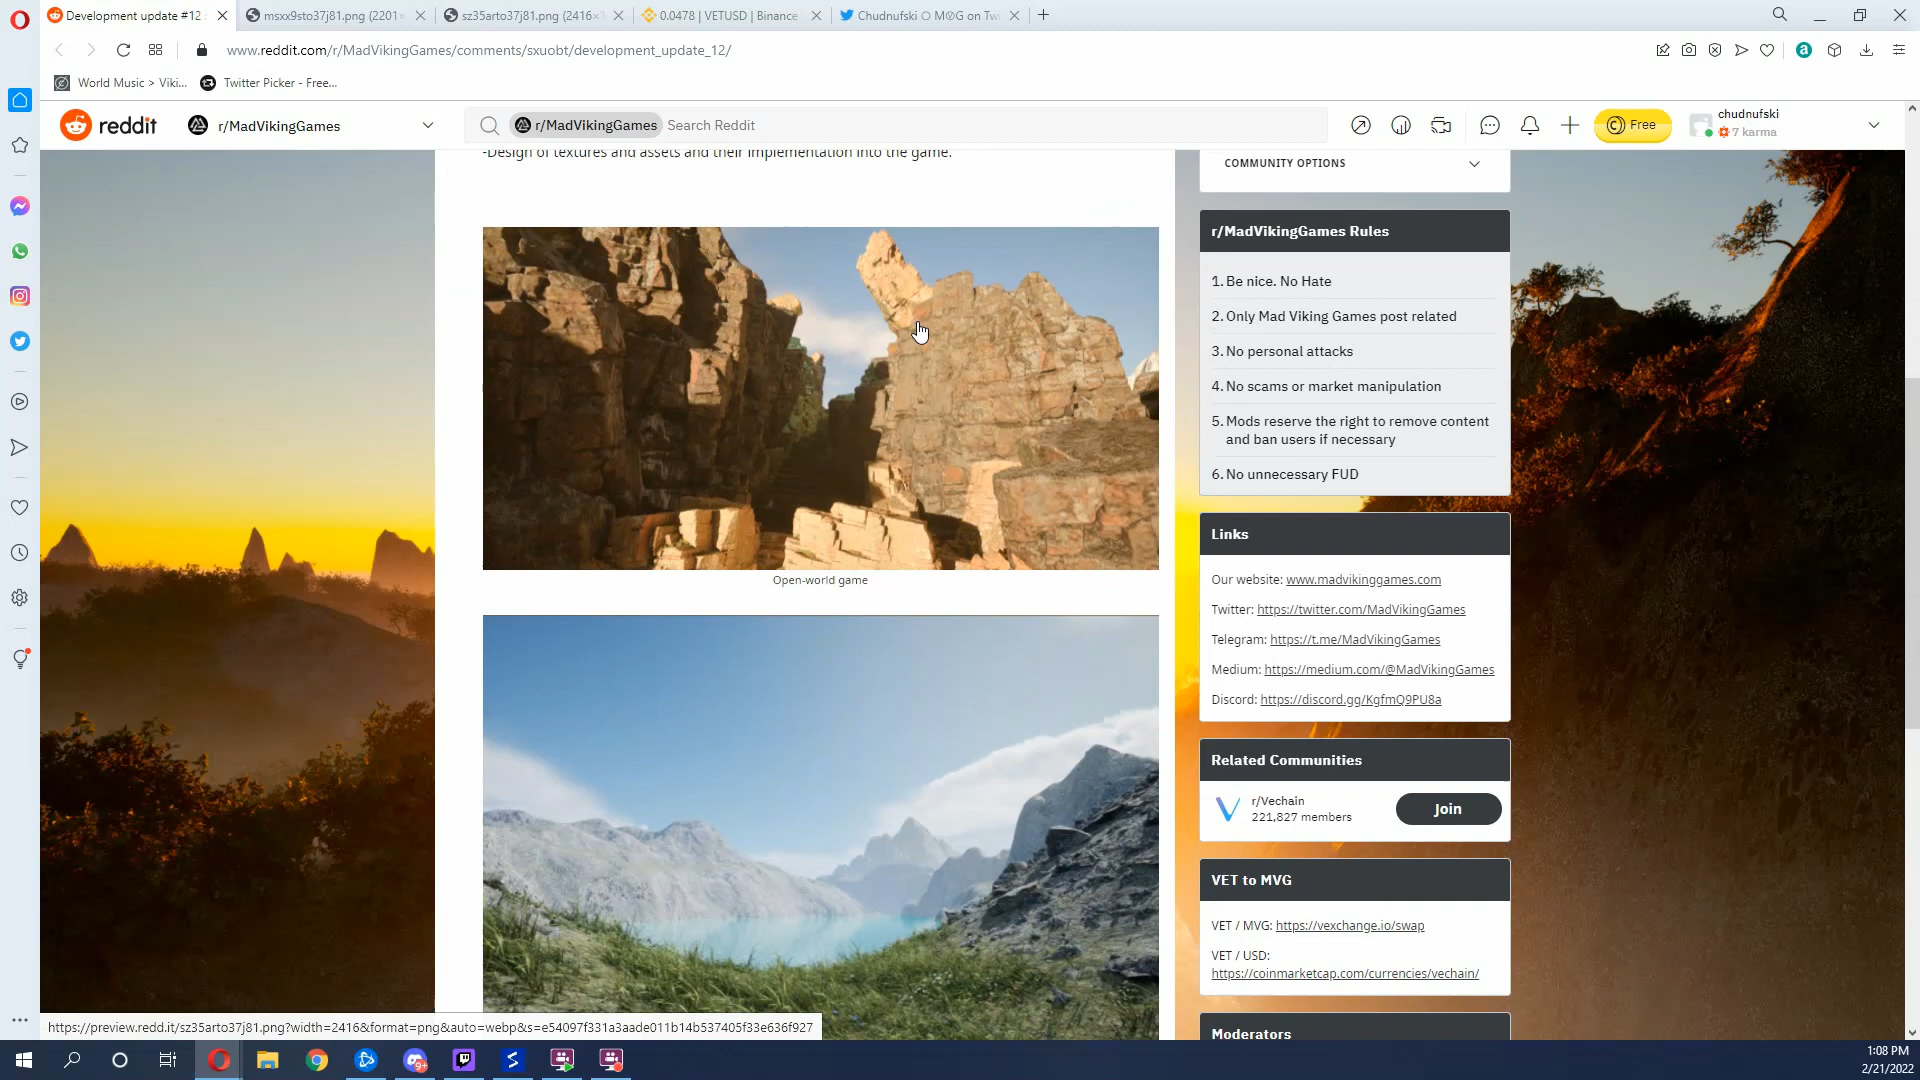 Development update #12 :
msxx9sto37j81.png (2201×
sz35arto37j81.png (2416×1
0.0478 | VETUSD | Binance
Chudnufski
on Tw
www.reddit.com/r/MadVikingGames/comments/sxuobt/development_update_12/
World Music > Viki...
Twitter Picker - Free...
reddit
r/MadVikingGames
r/MadVikingGames
Search Reddit
Free
chudnufski
7 karma
-Design of textures and assets and their implementation into the game.
Open-world game
COMMUNITY OPTIONS
r/MadVikingGames Rules
1. Be nice. No Hate
2. Only Mad Viking Games post related
3. No personal attacks
4. No scams or market manipulation
5. Mods reserve the right to remove content
and ban users if necessary
6. No unnecessary FUD
Links
Our website: www.madvikinggames.com
Twitter: https://twitter.com/MadVikingGames
Telegram: https://t.me/MadVikingGames
Medium: https://medium.com/@MadVikingGames
Discord: https://discord.gg/KgfmQ9PU8a
Related Communities
r/Vechain
221,827 members
Join
VET to MVG
VET / MVG: https://vexchange.io/swap
VET / USD:
https://coinmarketcap.com/currencies/vechain/
Moderators
https://preview.redd.it/sz35arto37j81.png?width=2416&format=png&auto=webp&s=e54097f331a3aade011b14b537405f33e636f927
9+
1:08 PM
2/21/2022